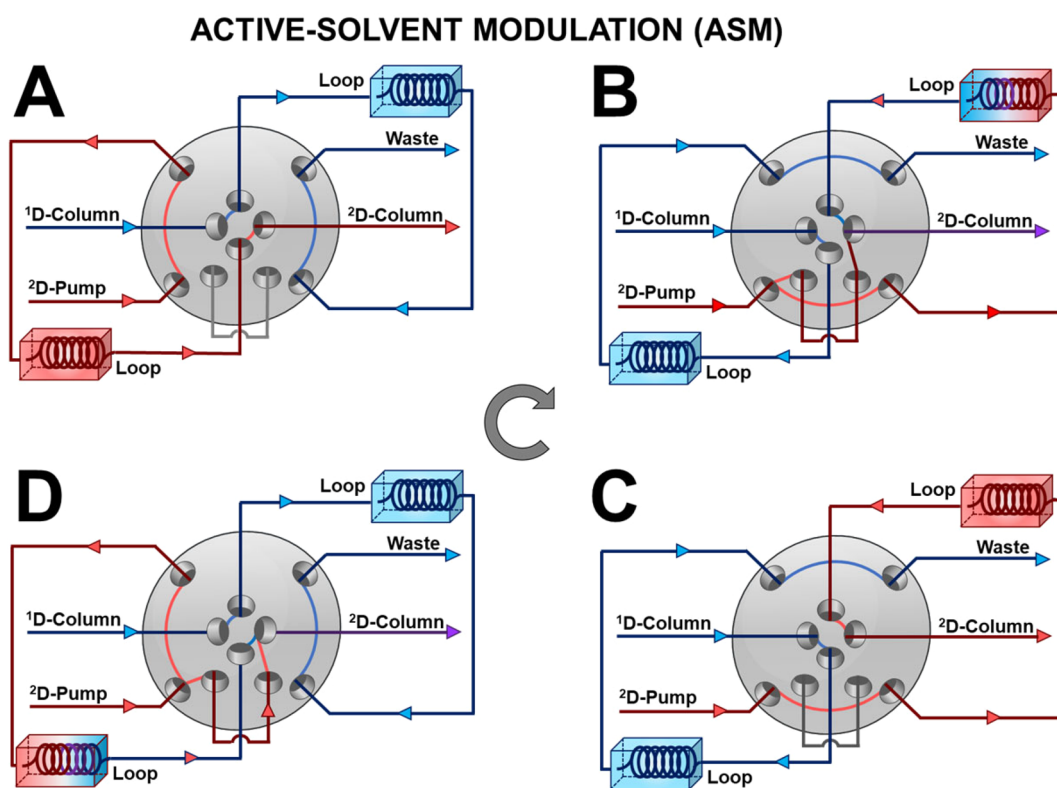 ACTIVE-SOLVENT MODULATION (ASM)
A
Loop
Waste
¹D-Column
²D-Column
²D-Pump
Loop
B
Loop
Waste
¹D-Column
²D-Column
²D-Pump
Loop
D
Loop
Waste
¹D-Column
²D-Column
²D-Pump
Loop
C
Loop
Waste
¹D-Column
²D-Column
²D-Pump
Loop